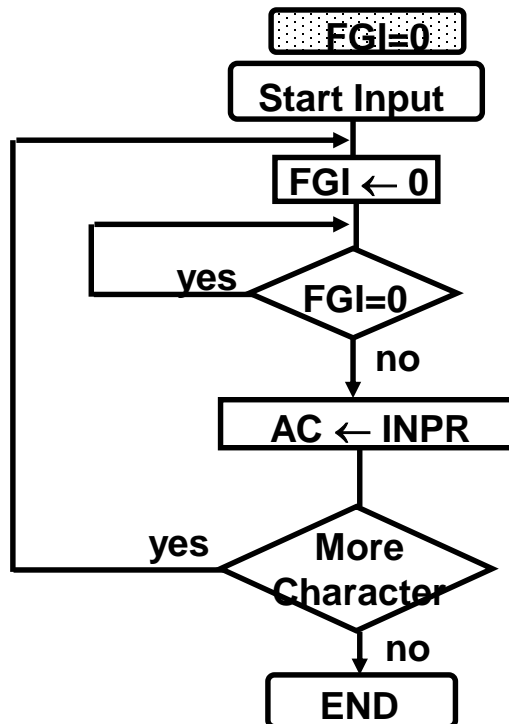 FGI=0
Start Input
FGI ← 0
yes
FGI=0
no
AC ← INPR
yes
More
Character
no
END